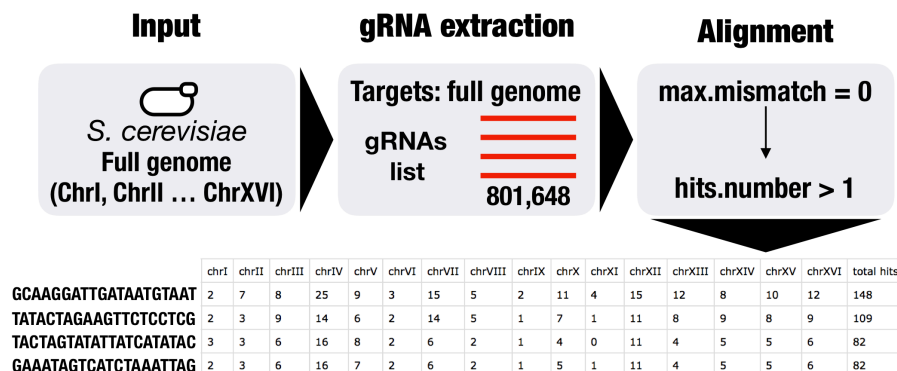 Input
gRNA extraction
Alignment
S. cerevisiae
Full genome
(ChrI, ChrII … ChrXVI)
Targets: full genome
gRNAs
list
801,648
max.mismatch = 0
hits.number > 1
chrI chrII chrIII chrIV chrV chrVI chrVII chrVIII chrIX chrX chrXI chrXII chrXIII chrXIV chrXV chrXVI total hits
GCAAGGATTGATAATGTAAT 2 7 8 25 9 3 15 5 2 11 4 15 12 8 10 12 148
TATACTAGAAGTTCTCCTCG 2 3 9 14 6 2 14 5 1 7 1 11 8 9 8 9 109
TACTAGTATATTATCATATAC 3 3 6 16 8 2 6 2 1 4 0 11 4 5 5 6 82
GAAATAGTCATCTAAATTAG 2 3 6 16 7 2 6 2 1 5 1 11 4 5 5 6 82